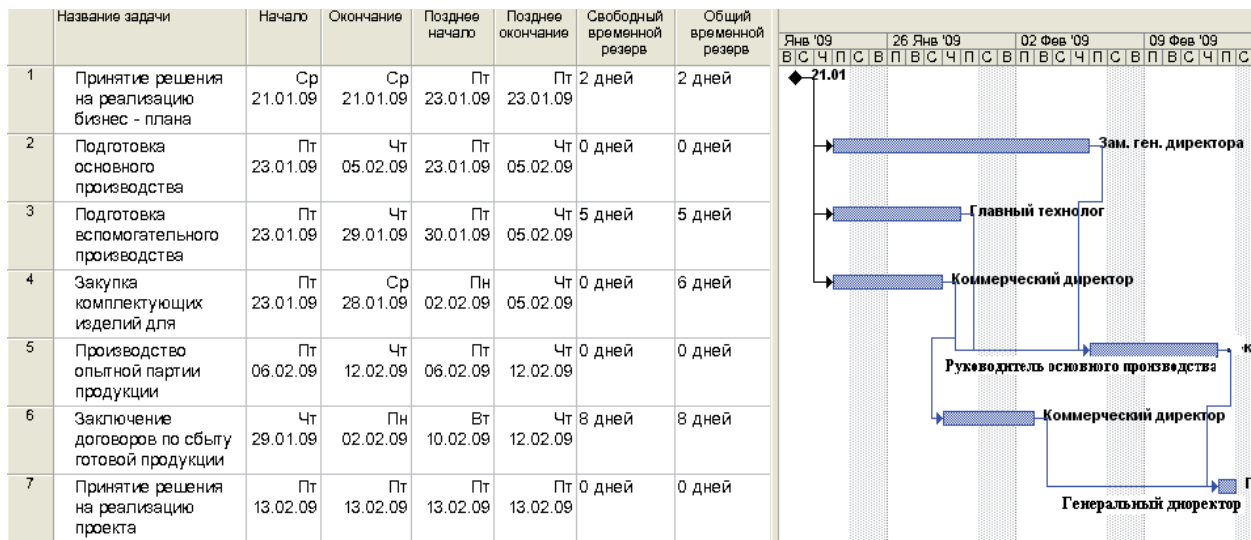 Название задачи Начало Окончание Позднее начало Позднее окончание Свободный временной резерв Общий временной резерв
Янв '09 26 Янв '09 02 Фев '09 09 Фев '09
В С Ч П С В П В С Ч П С В П В С Ч П С В П В С Ч П С
1 Принятие решения на реализацию бизнес - плана Ср 21.01.09 Ср 21.01.09 Пт 23.01.09 Пт 23.01.09 2 дней 2 дней
21.01
2 Подготовка основного производства Пт 23.01.09 Чт 05.02.09 Пт 23.01.09 Чт 05.02.09 0 дней 0 дней
Зам. ген. директора
3 Подготовка вспомогательного производства Пт 23.01.09 Чт 29.01.09 Пт 30.01.09 Чт 05.02.09 5 дней 5 дней
Главный технолог
4 Закупка комплектующих изделий для Пт 23.01.09 Ср 28.01.09 Пн 02.02.09 Чт 05.02.09 0 дней 6 дней
Коммерческий директор
5 Производство опытной партии продукции Пт 06.02.09 Чт 12.02.09 Пт 06.02.09 Чт 12.02.09 0 дней 0 дней
Руководитель основного производства
6 Заключение договоров по сбыту готовой продукции Чт 29.01.09 Пн 02.02.09 Вт 10.02.09 Чт 12.02.09 8 дней 8 дней
Коммерческий директор
7 Принятие решения на реализацию проекта Пт 13.02.09 Пт 13.02.09 Пт 13.02.09 Пт 13.02.09 0 дней 0 дней
Генеральный диоректор